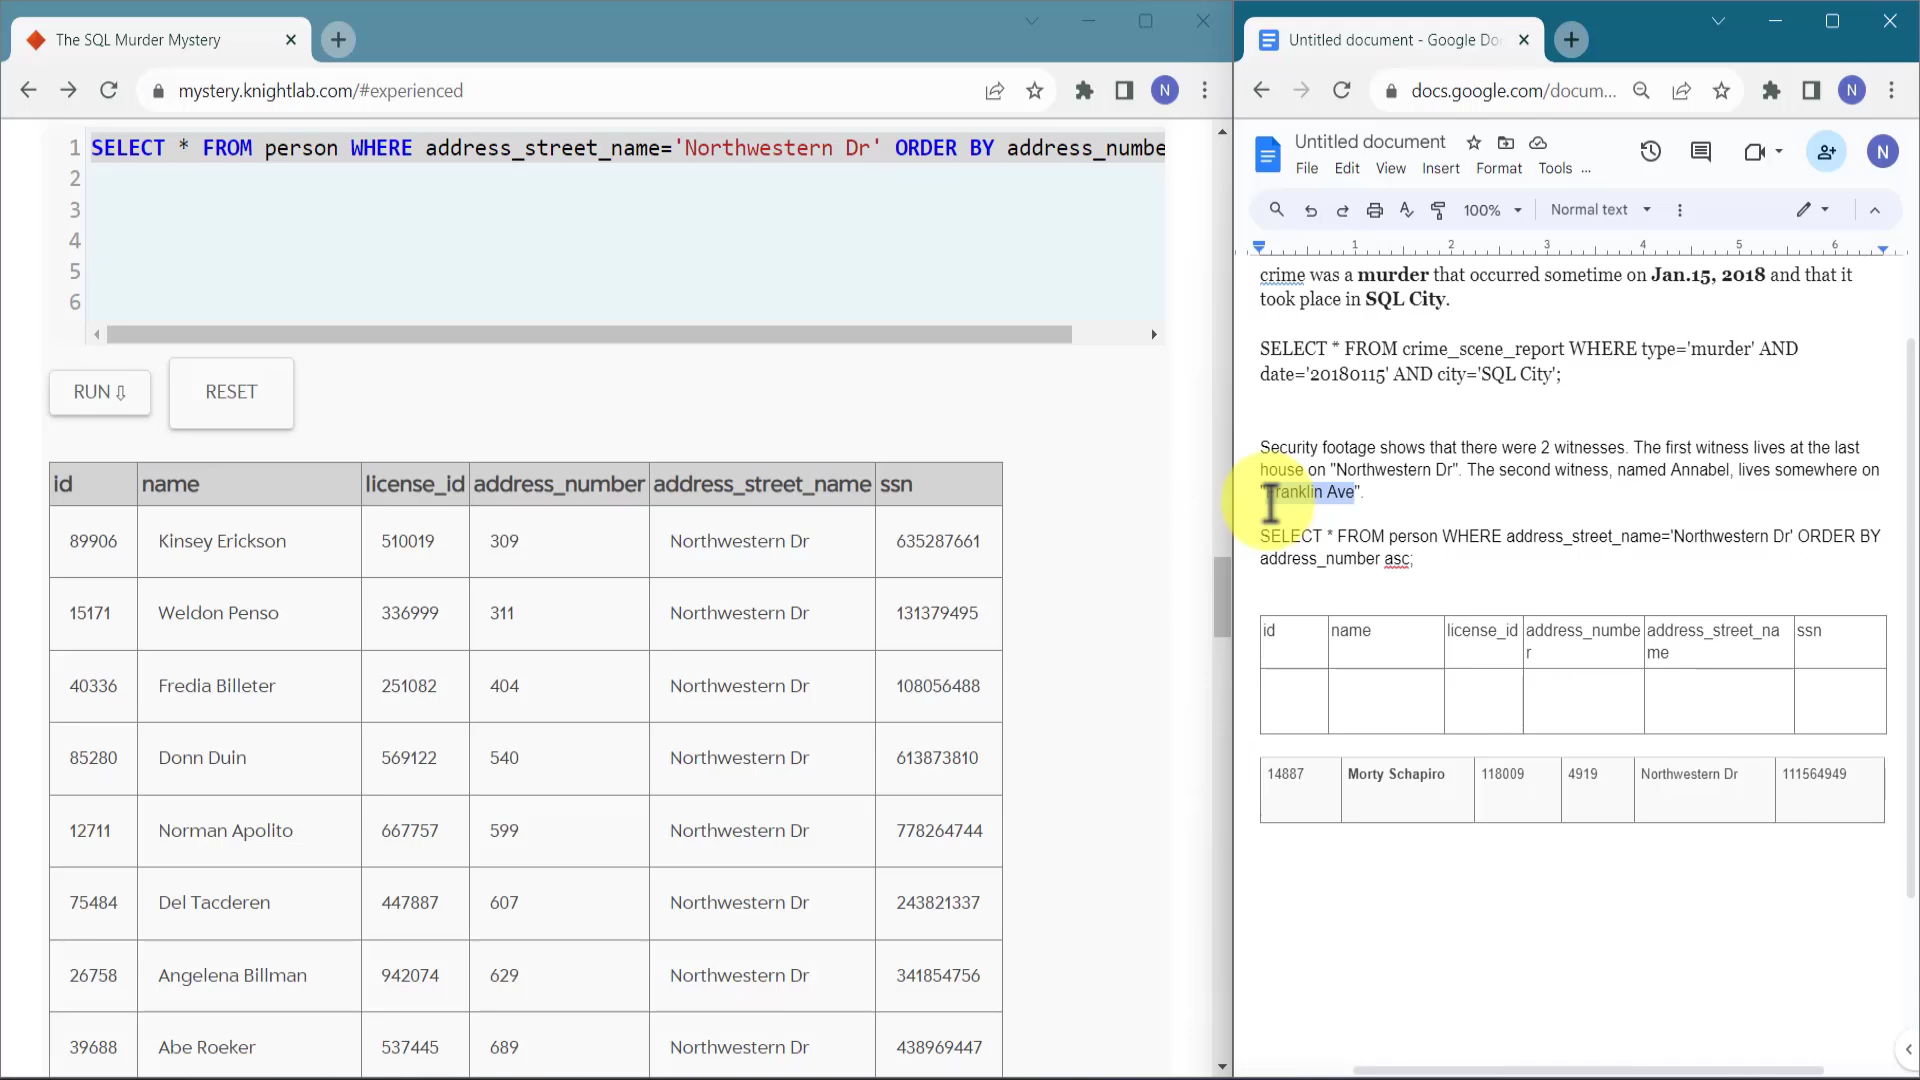 The SQL Murder Mystery
mystery.knightlab.com/#experienced
N
1 SELECT * FROM person WHERE address_street_name='Northwestern Dr' ORDER BY address_numbe
2
3
4
5
6
RUN ⇩
RESET
id name license_id address_number address_street_name ssn
89906 Kinsey Erickson 510019 309 Northwestern Dr 635287661
15171 Weldon Penso 336999 311 Northwestern Dr 131379495
40336 Fredia Billeter 251082 404 Northwestern Dr 108056488
85280 Donn Duin 569122 540 Northwestern Dr 613873810
12711 Norman Apolito 667757 599 Northwestern Dr 778264744
75484 Del Tacderen 447887 607 Northwestern Dr 243821337
26758 Angelena Billman 942074 629 Northwestern Dr 341854756
39688 Abe Roeker 537445 689 Northwestern Dr 438969447
Untitled document - Google Do
docs.google.com/docum...
N
Untitled document
N
File Edit View Insert Format Tools ...
100% Normal text
1 2 3 4 5 6
crime was a murder that occurred sometime on Jan.15, 2018 and that it
took place in SQL City.
SELECT * FROM crime_scene_report WHERE type='murder' AND
date='20180115' AND city='SQL City';
Security footage shows that there were 2 witnesses. The first witness lives at the last
house on "Northwestern Dr". The second witness, named Annabel, lives somewhere on
"Franklin Ave".
SELECT * FROM person WHERE address_street_name='Northwestern Dr' ORDER BY
address_number asc;
id name license_id address_numbe address_street_na ssn
r me
14887 Morty Schapiro 118009 4919 Northwestern Dr 111564949